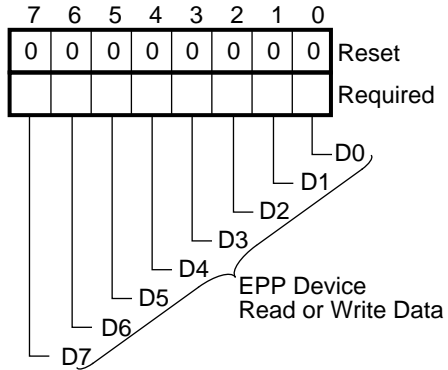 7 6 5 4 3 2 1 0
0 0 0 0 0 0 0 0 Reset
Required
D0
D1
D2
D3
D4
EPP Device
D5
Read or Write Data
D6
D7